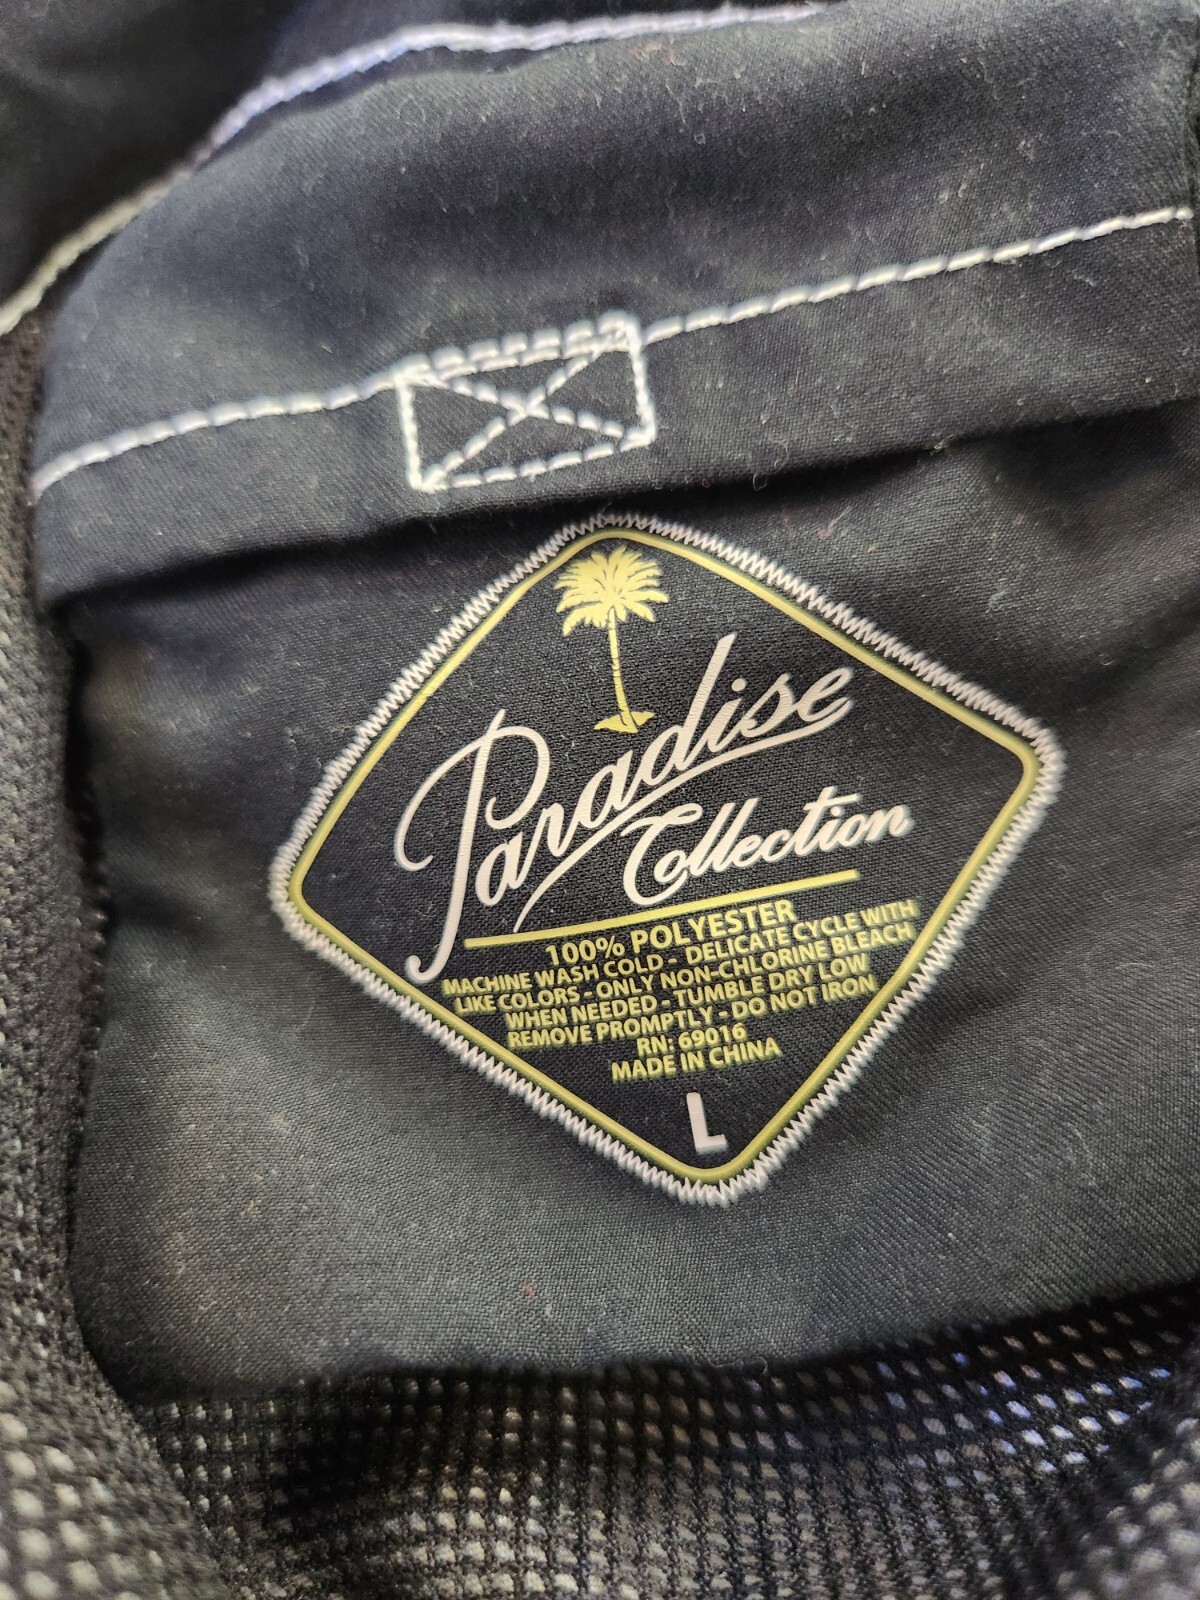 Paradise
Collection
100% POLYESTER
MACHINE WASH COLD - DELICATE CYCLE WITH
LIKE COLORS - ONLY NON-CHLORINE BLEACH
WHEN NEEDED - TUMBLE DRY LOW
REMOVE PROMPTLY - DO NOT IRON
RN: 69016
MADE IN CHINA
L